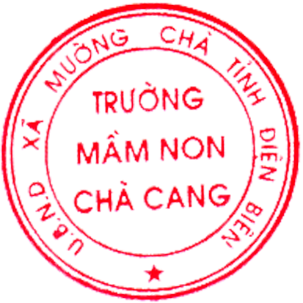 U.B.N.D XÃ MƯỜNG CHÀ TỈNH ĐIỆN BIÊN
TRƯỜNG
MẦM NON
CHÀ CANG